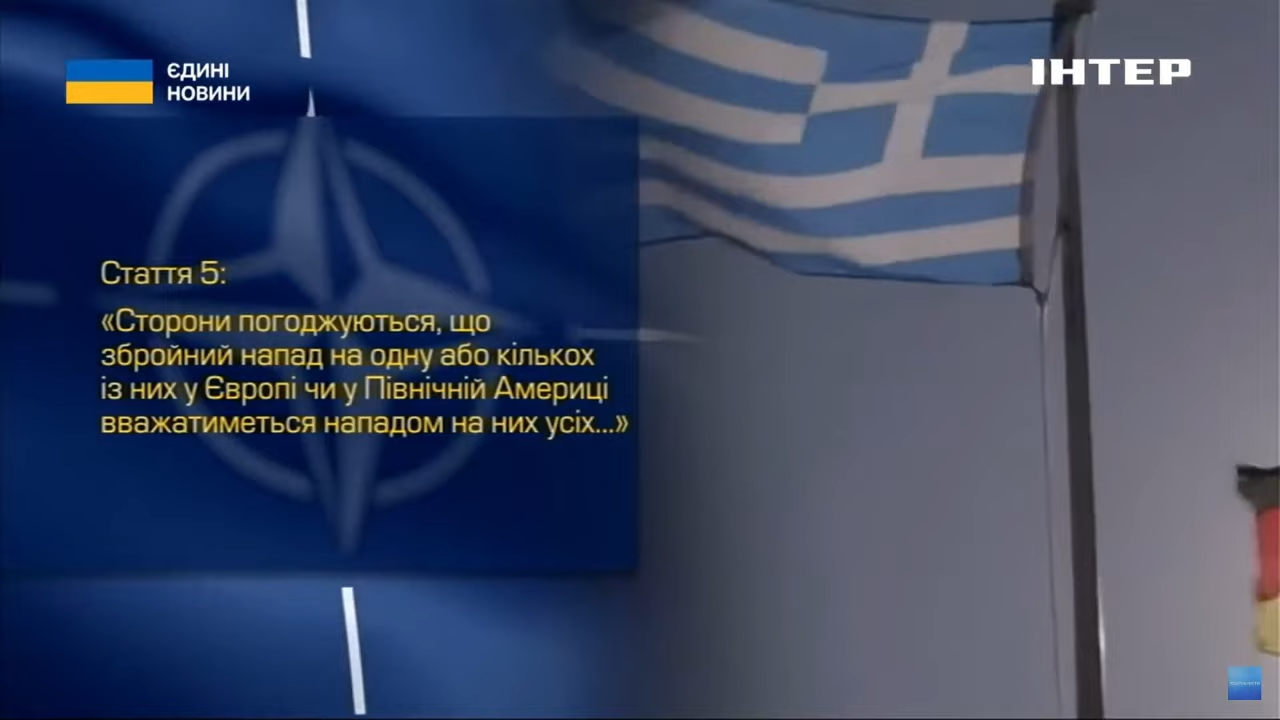 ЄДИНІ
НОВИНИ
ІНТЕР
Стаття 5:
«Сторони погоджуються, що
збройний напад на одну або кількох
із них у Європі чи у Північній Америці
вважатиметься нападом на них усіх...»